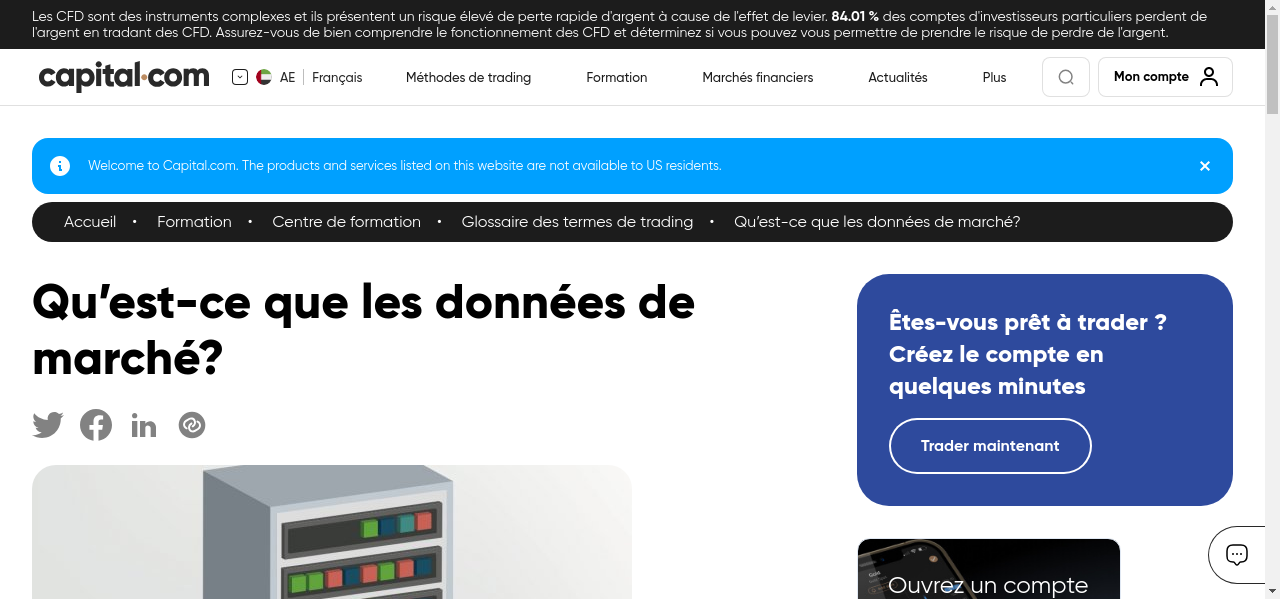 Les CFD sont des instruments complexes et ils présentent un risque élevé de perte rapide d'argent à cause de l'effet de levier. 84.01 % des comptes d'investisseurs particuliers perdent de
l'argent en tradant des CFD. Assurez-vous de bien comprendre le fonctionnement des CFD et déterminez si vous pouvez vous permettre de prendre le risque de perdre de l'argent.
capital.com AE Français Méthodes de trading Formation Marchés financiers Actualités Plus Mon compte
Welcome to Capital.com. The products and services listed on this website are not available to US residents.
Accueil • Formation • Centre de formation • Glossaire des termes de trading • Qu’est-ce que les données de marché?
Qu’est-ce que les données de
marché?
Êtes-vous prêt à trader ?
Créez le compte en
quelques minutes
Trader maintenant
Ouvrez un compte